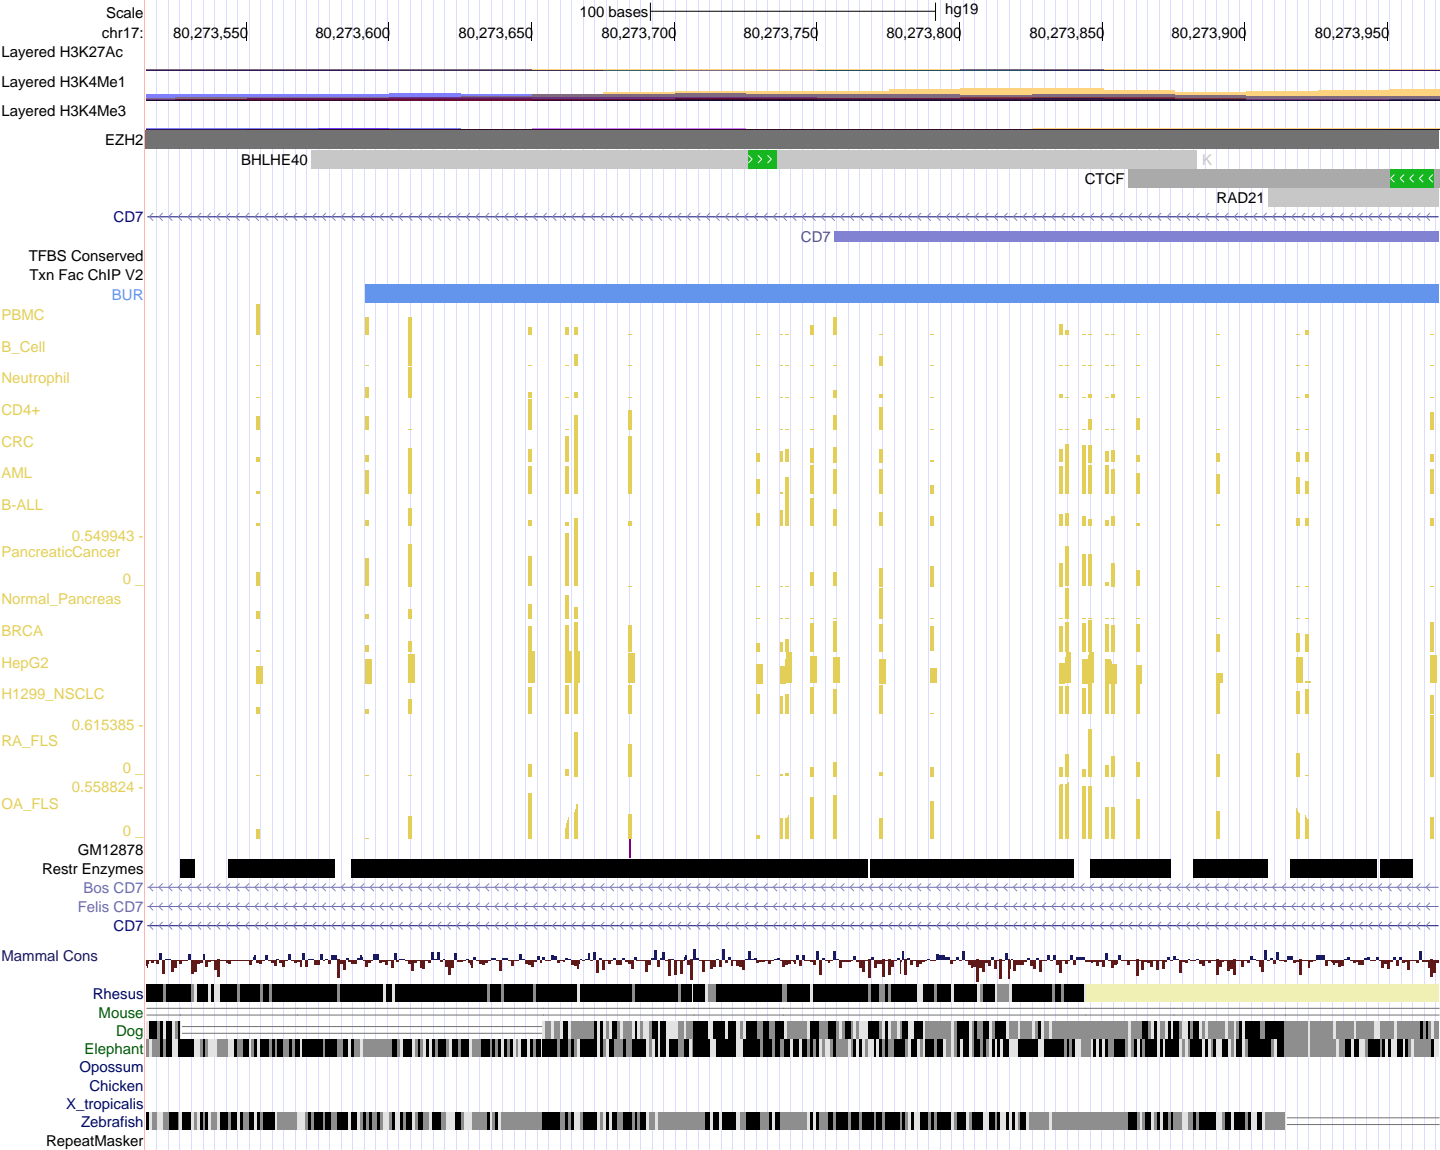 Scale 100 bases hg19
chr17: 80,273,550 80,273,600 80,273,650 80,273,700 80,273,750 80,273,800 80,273,850 80,273,900 80,273,950
Layered H3K27Ac
Layered H3K4Me1
Layered H3K4Me3
EZH2
BHLHE40 K
CTCF
RAD21
CD7
CD7
TFBS Conserved
Txn Fac ChIP V2
BUR
PBMC
B_Cell
Neutrophil
CD4+
CRC
AML
B-ALL
0.549943 -
PancreaticCancer
0 _
Normal_Pancreas
BRCA
HepG2
H1299_NSCLC
0.615385 -
RA_FLS
0 _
0.558824 -
OA_FLS
0 _
GM12878
Restr Enzymes
Bos CD7
Felis CD7
CD7
Mammal Cons
Rhesus
Mouse
Dog
Elephant
Opossum
Chicken
X_tropicalis
Zebrafish
RepeatMasker